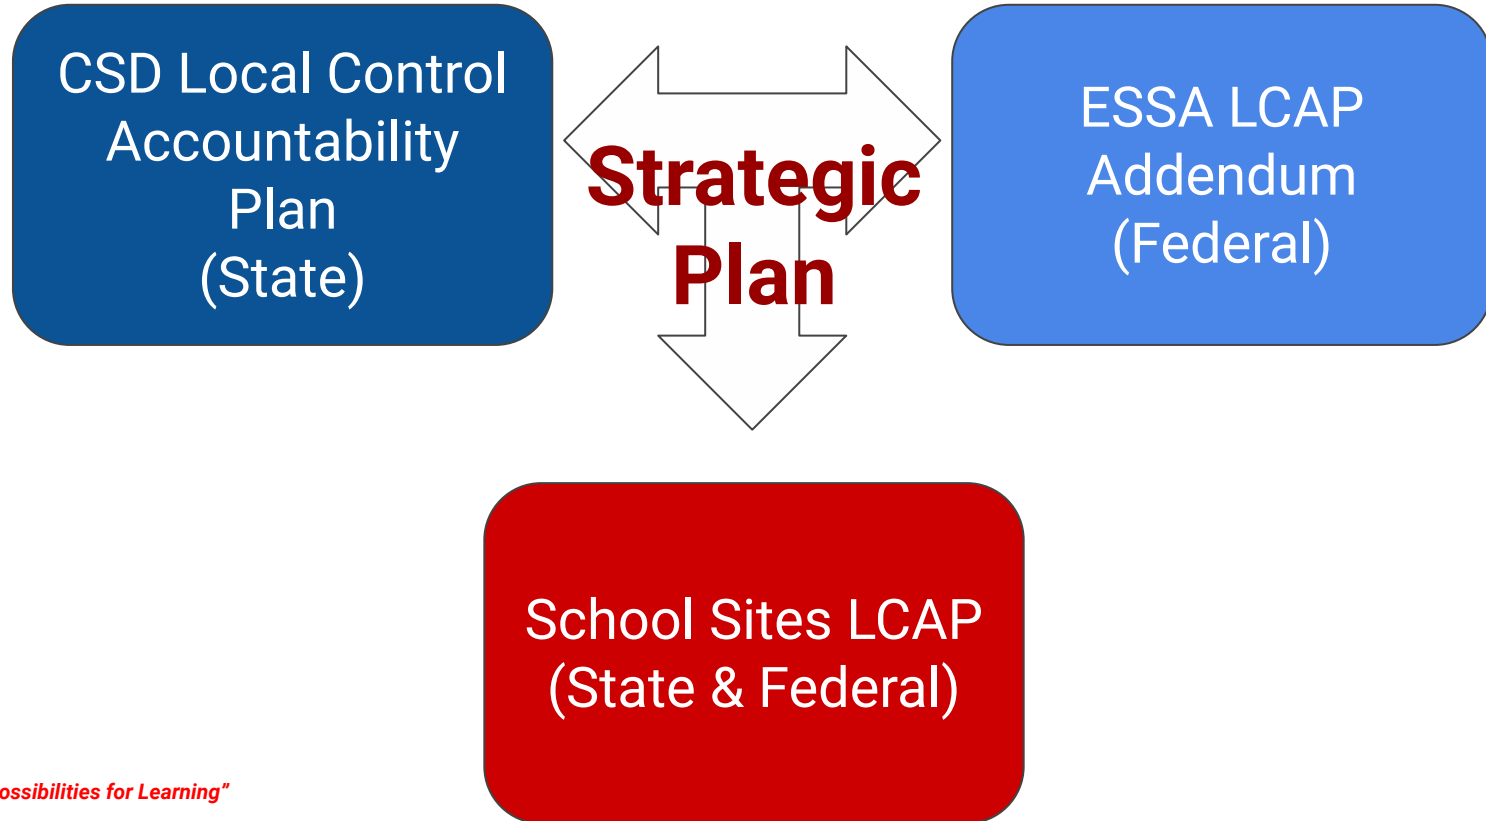 CSD Local Control
Accountability
Plan
(State)
Strategic
Plan
ESSA LCAP
Addendum
(Federal)
School Sites LCAP
(State & Federal)
ossibilities for Learning”